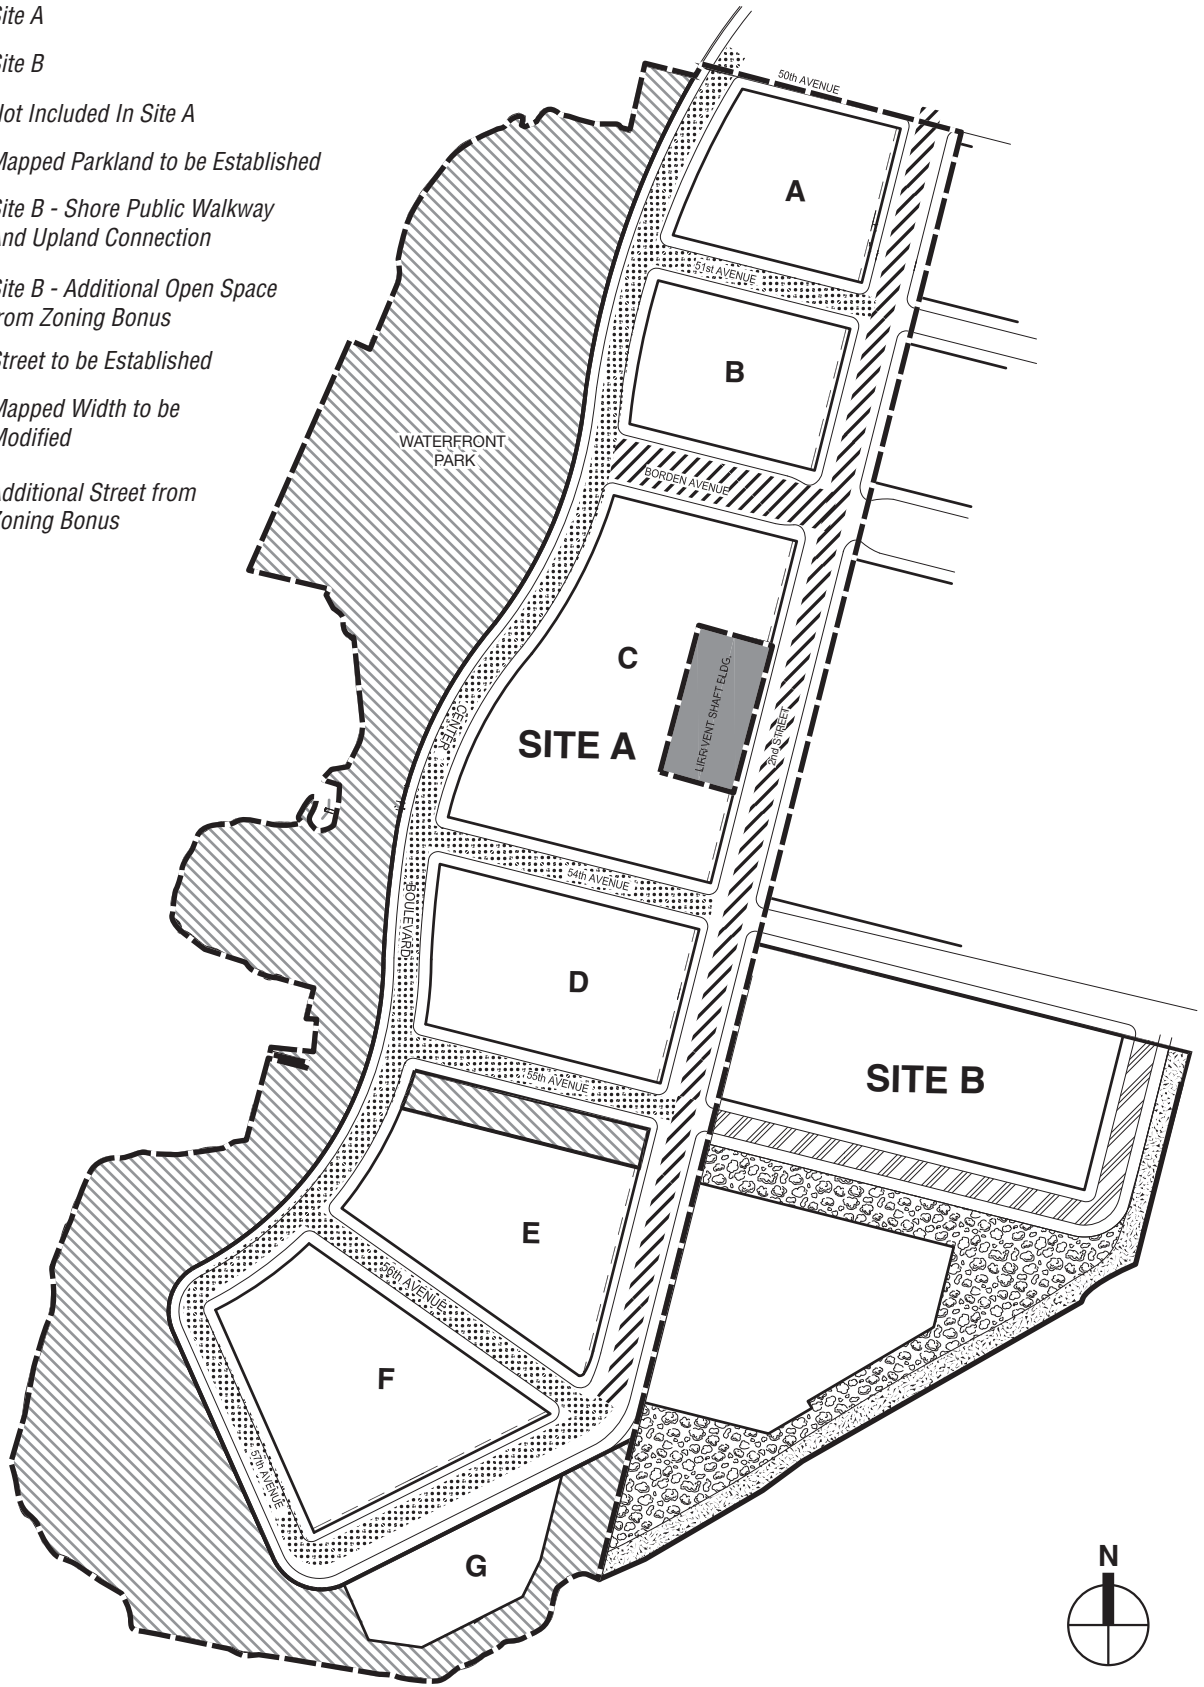 Site A
Site B
Not Included In Site A
Mapped Parkland to be Established
Site B - Shore Public Walkway
And Upland Connection
Site B - Additional Open Space
from Zoning Bonus
Street to be Established
Mapped Width to be
Modified
Additional Street from
Zoning Bonus
50th AVENUE
A
51st AVENUE
B
WATERFRONT
PARK
BORDEN AVENUE
C
LIRR VENT SHAFT BLDG.
CENTER
SITE A
2nd STREET
54th AVENUE
BOULEVARD
D
55th AVENUE
SITE B
E
56th AVENUE
F
57th AVENUE
G
N